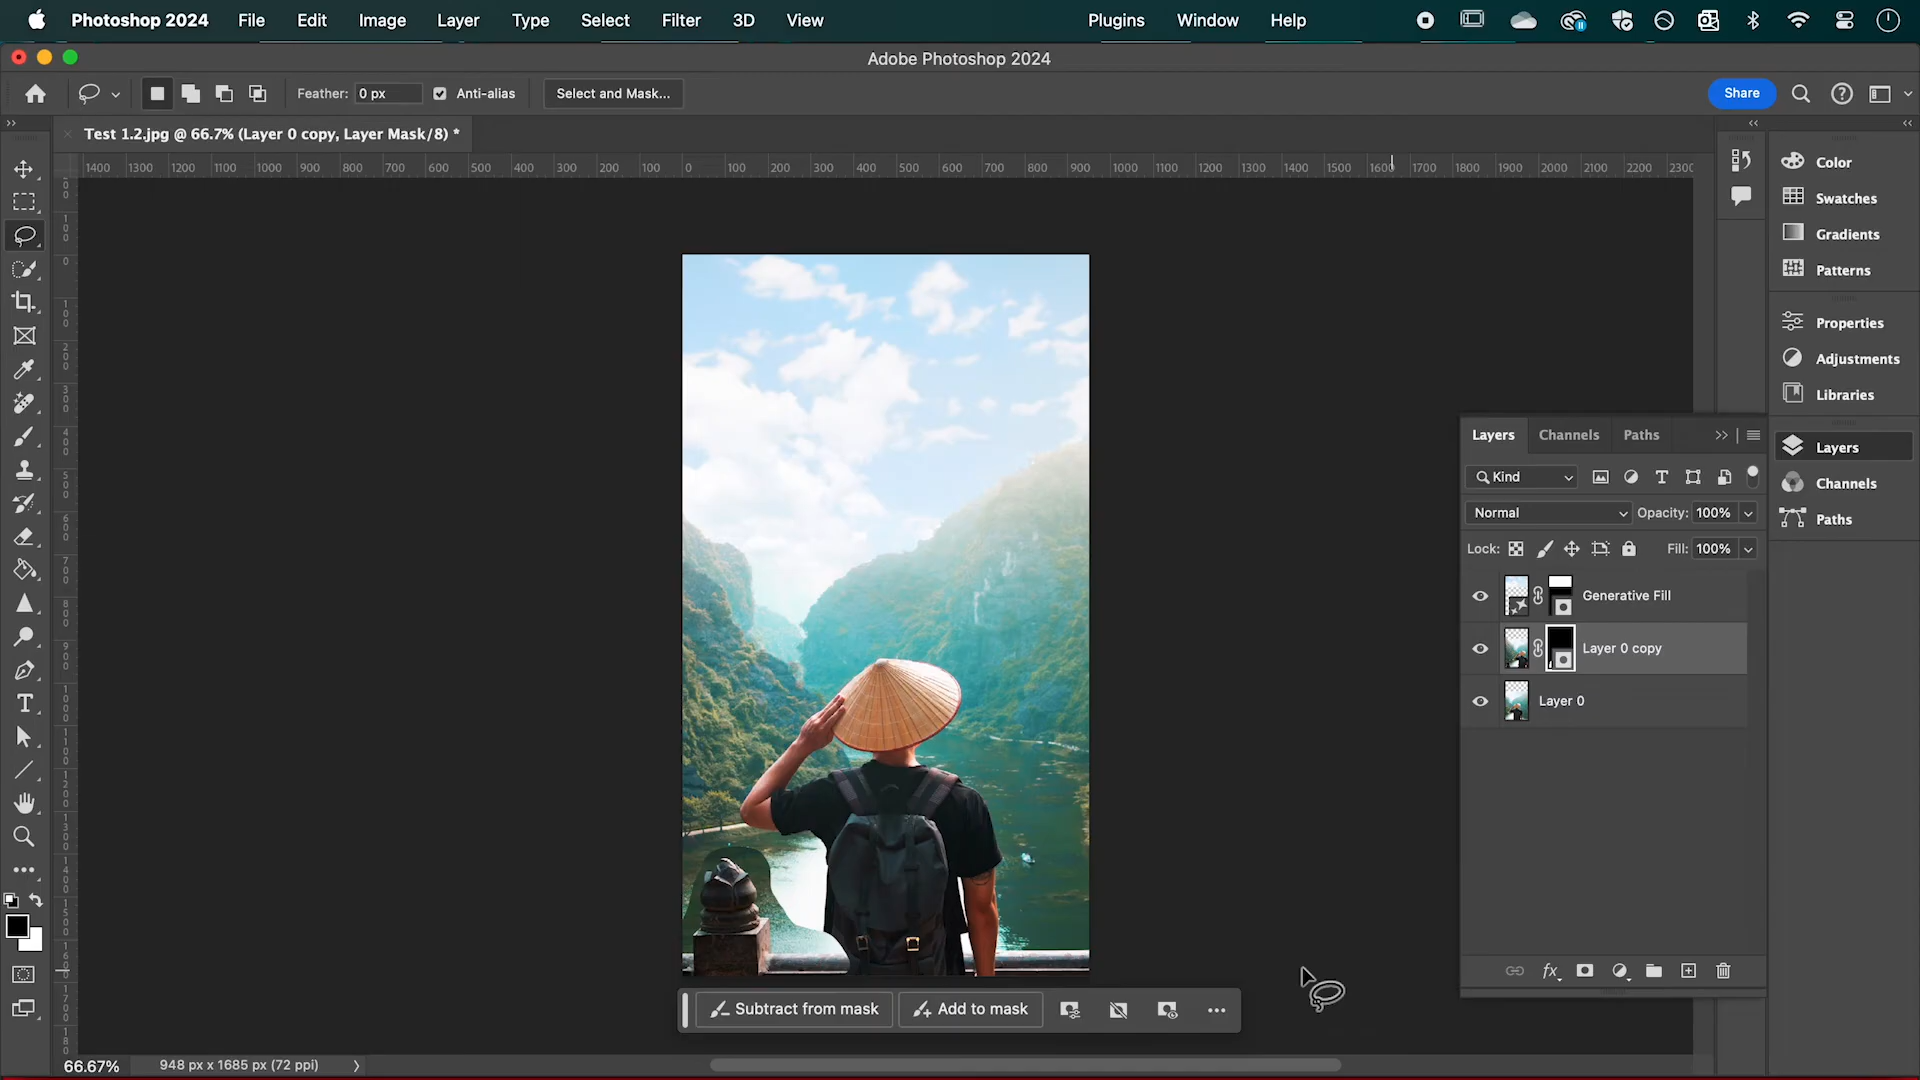 Photoshop 2024 File Edit Image Layer Type Select Filter 3D View Plugins Window Help
Adobe Photoshop 2024
Feather: 0 px Anti-alias Select and Mask... Share
Test 1.2.jpg @ 66.7% (Layer 0 copy, Layer Mask/8) *
1400 1300 1200 1100 1000 900 800 700 600 500 400 300 200 100 0 100 200 300 400 500 600 700 800 900 1000 1100 1200 1300 1400 1500 1600 1700 1800 1900 2000 2100 2200 2300
Color
Swatches
Gradients
Patterns
Properties
Adjustments
Libraries
Layers
Channels
Paths
Layers Channels Paths
Kind
Normal Opacity: 100%
Lock: Fill: 100%
Generative Fill
Layer 0 copy
Layer 0
fx
Subtract from mask Add to mask
66.67% 948 px x 1685 px (72 ppi)